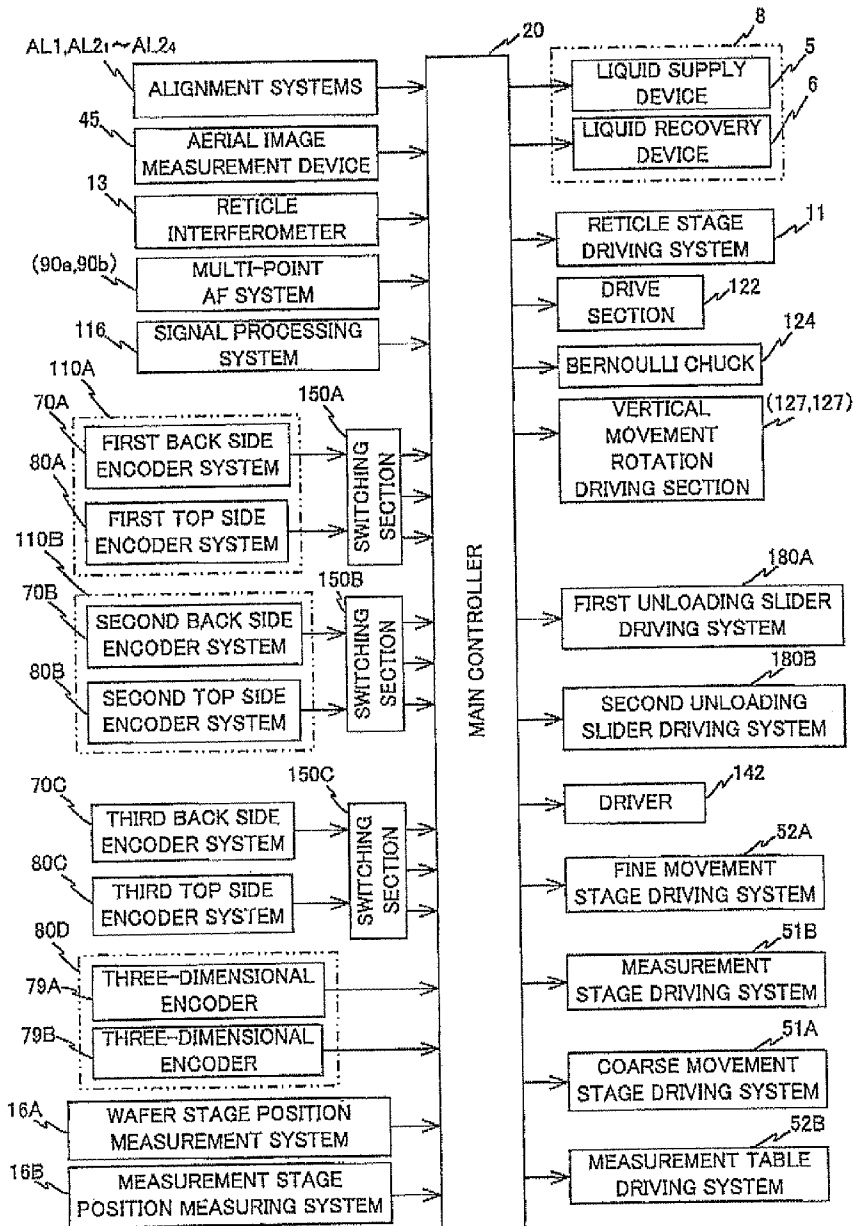 AL1,AL21~AL24
ALIGNMENT SYSTEMS
45
AERIAL IMAGE
MEASUREMENT DEVICE
13
RETICLE
INTERFEROMETER
(90a,90b)
MULTI-POINT
AF SYSTEM
116
SIGNAL PROCESSING
SYSTEM
110A
70A
FIRST BACK SIDE
ENCODER SYSTEM
80A
FIRST TOP SIDE
ENCODER SYSTEM
150A
SWITCHING
SECTION
110B
70B
SECOND BACK SIDE
ENCODER SYSTEM
80B
SECOND TOP SIDE
ENCODER SYSTEM
150B
SWITCHING
SECTION
70C
THIRD BACK SIDE
ENCODER SYSTEM
80C
THIRD TOP SIDE
ENCODER SYSTEM
150C
SWITCHING
SECTION
80D
79A
THREE-DIMENSIONAL
ENCODER
79B
THREE-DIMENSIONAL
ENCODER
16A
WAFER STAGE POSITION
MEASUREMENT SYSTEM
16B
MEASUREMENT STAGE
POSITION MEASURING SYSTEM
20
MAIN CONTROLLER
8
5
LIQUID SUPPLY
DEVICE
6
LIQUID RECOVERY
DEVICE
RETICLE STAGE
DRIVING SYSTEM
11
DRIVE
SECTION
122
124
BERNOULLI CHUCK
(127,127)
VERTICAL
MOVEMENT
ROTATION
DRIVING SECTION
180A
FIRST UNLOADING SLIDER
DRIVING SYSTEM
180B
SECOND UNLOADING
SLIDER DRIVING SYSTEM
142
DRIVER
52A
FINE MOVEMENT
STAGE DRIVING SYSTEM
51B
MEASUREMENT
STAGE DRIVING SYSTEM
51A
COARSE MOVEMENT
STAGE DRIVING SYSTEM
52B
MEASUREMENT TABLE
DRIVING SYSTEM